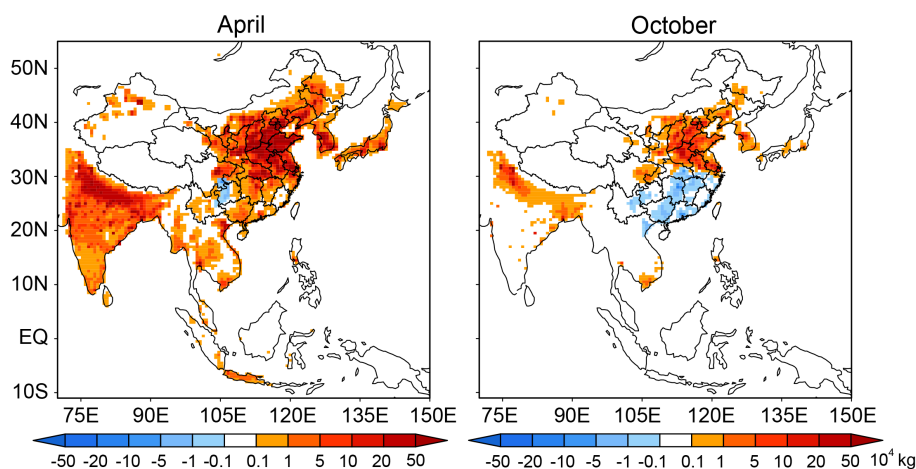 April
October
50N
40N
30N
20N
10N
EQ
10S
75E 90E 105E 120E 135E 150E
75E 90E 105E 120E 135E 150E
-50 -20 -10 -5 -1 -0.1 0.1 1 5 10 20 50
-50 -20 -10 -5 -1 -0.1 0.1 1 5 10 20 50 10⁴ kg